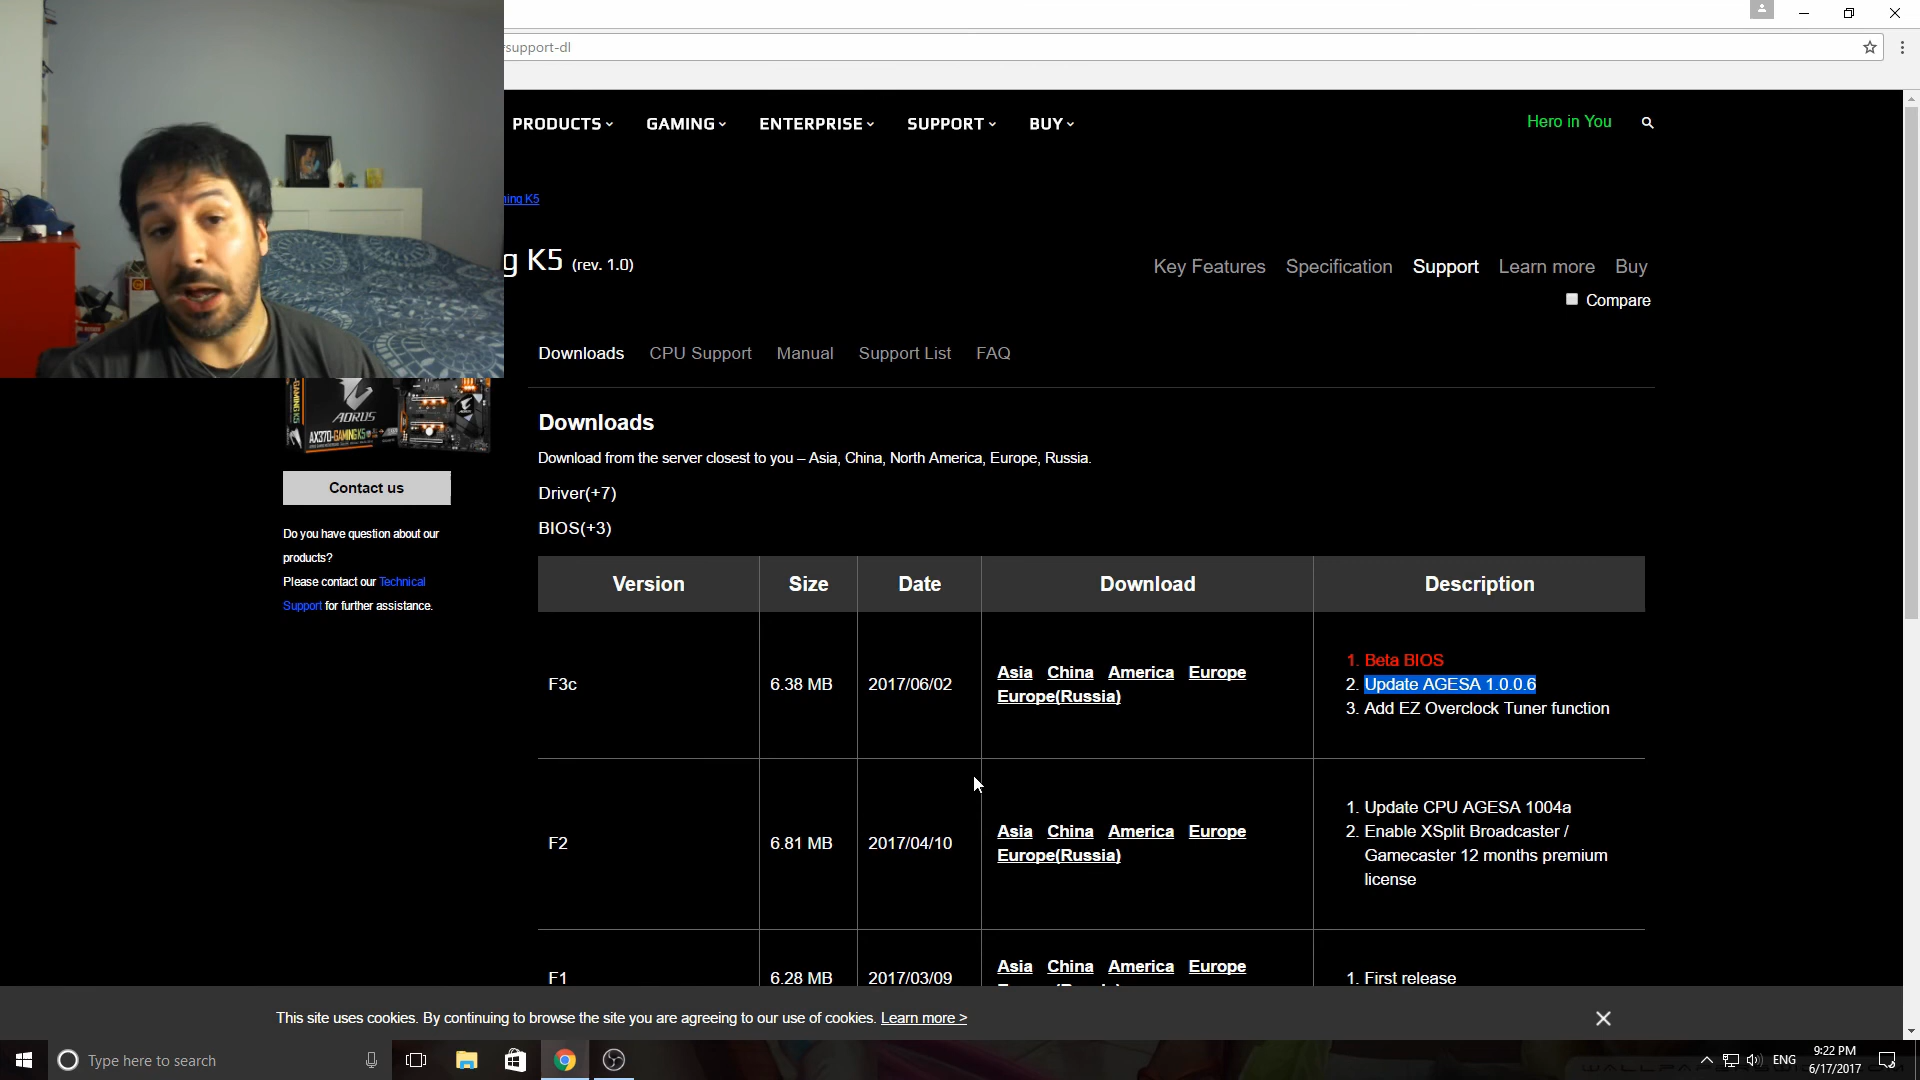 support-dl
PRODUCTS GAMING ENTERPRISE SUPPORT BUY
Hero in You
ing K5
g K5 (rev. 1.0)
Key Features Specification Support Learn more Buy
Compare
Downloads CPU Support Manual Support List FAQ
AORUS
AX370-GAMING K5
Contact us
Do you have question about our
products?
Please contact our Technical
Support for further assistance.
Downloads
Download from the server closest to you – Asia, China, North America, Europe, Russia.
Driver(+7)
BIOS(+3)
Version Size Date Download Description
F3c 6.38 MB 2017/06/02 Asia China America Europe
Europe(Russia)
1. Beta BIOS
2. Update AGESA 1.0.0.6
3. Add EZ Overclock Tuner function
F2 6.81 MB 2017/04/10 Asia China America Europe
Europe(Russia)
1. Update CPU AGESA 1004a
2. Enable XSplit Broadcaster /
Gamecaster 12 months premium
license
F1 6.28 MB 2017/03/09 Asia China America Europe
1. First release
This site uses cookies. By continuing to browse the site you are agreeing to our use of cookies. Learn more >
Type here to search
ENG
9:22 PM
6/17/2017